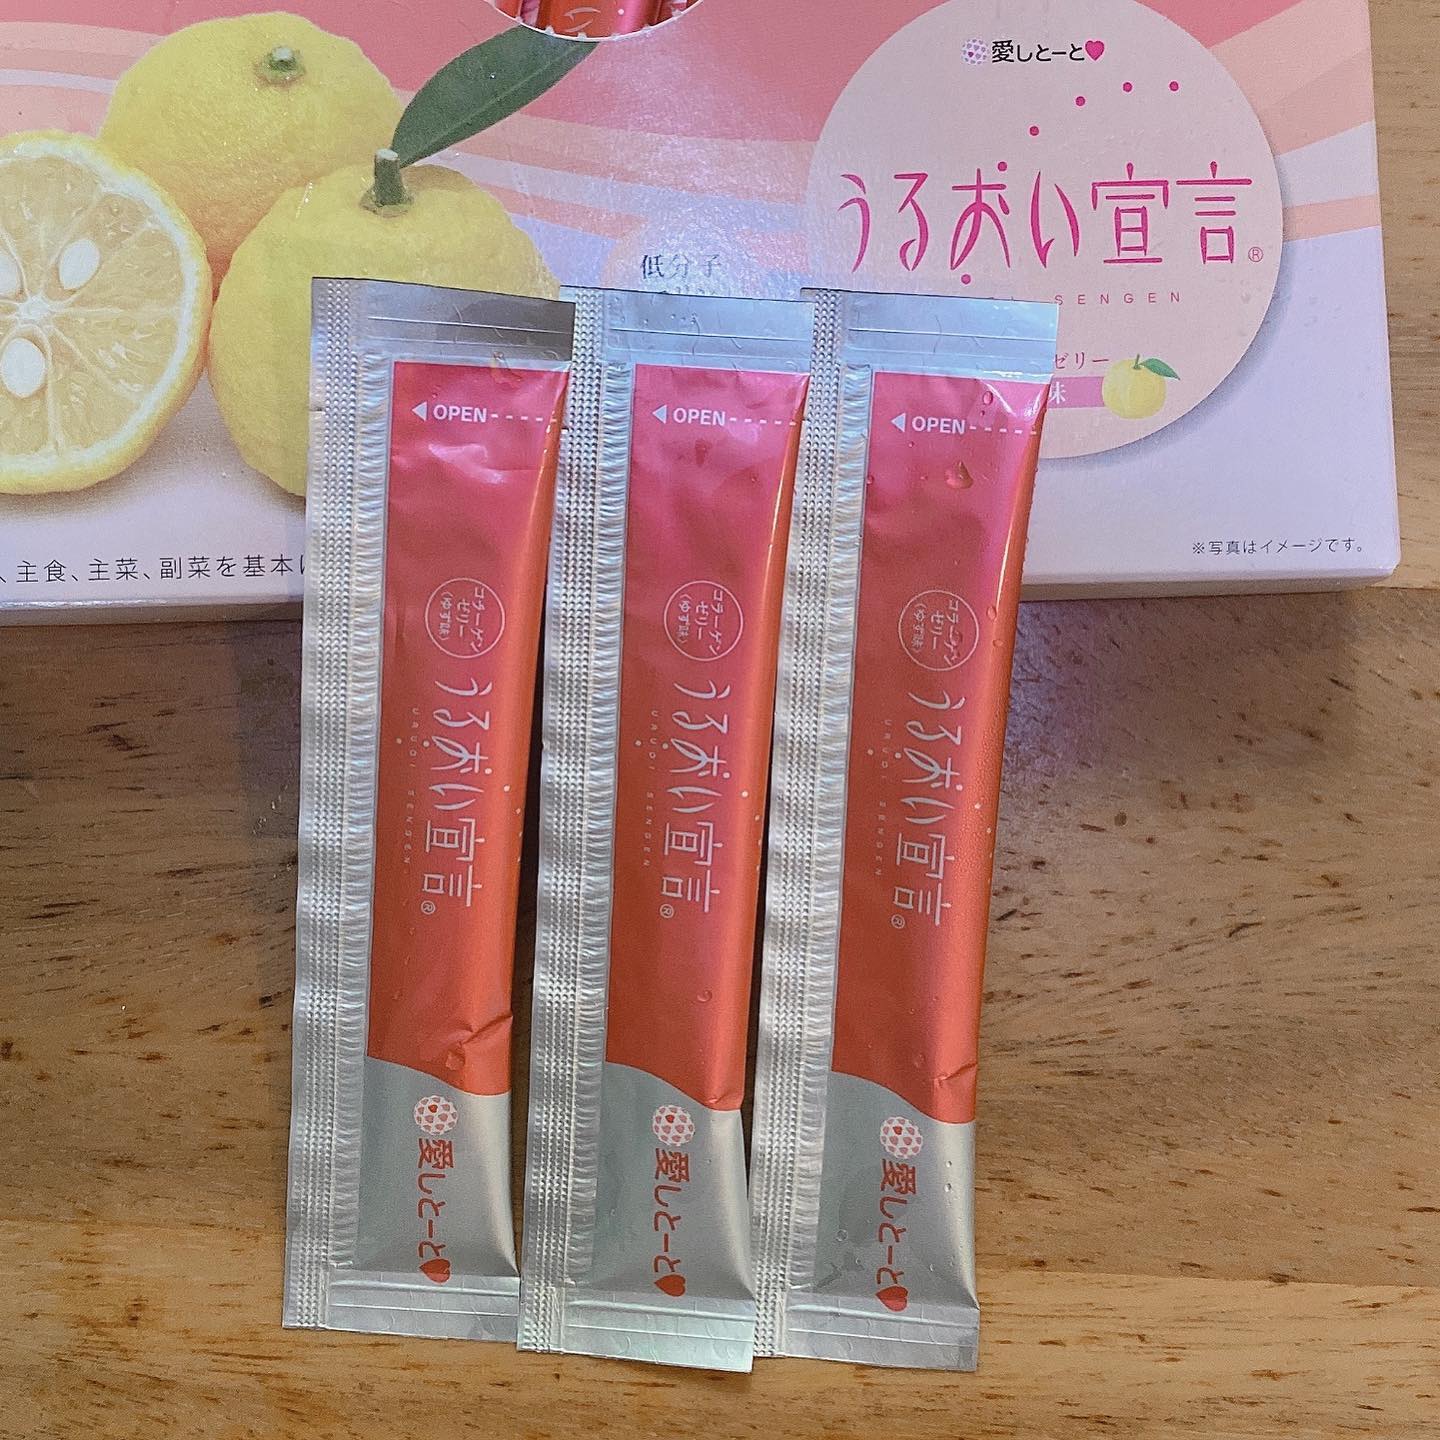 愛しとーと
うるおい宣言®
SENGEN
低分子
ゼリー
味
、主食、主菜、副菜を基本に
※写真はイメージです。
OPEN
コラーゲン
ゼリー
(ゆず味)
うるおい宣言®
URUOI SENGEN
愛しとーと
OPEN
コラーゲン
ゼリー
(ゆず味)
うるおい宣言®
URUOI SENGEN
愛しとーと
OPEN
コラーゲン
ゼリー
(ゆず味)
うるおい宣言®
URUOI SENGEN
愛しとーと